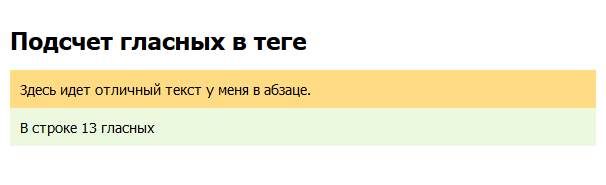 Подсчет гласных в теге
Здесь идет отличный текст у меня в абзаце.
В строке 13 гласных